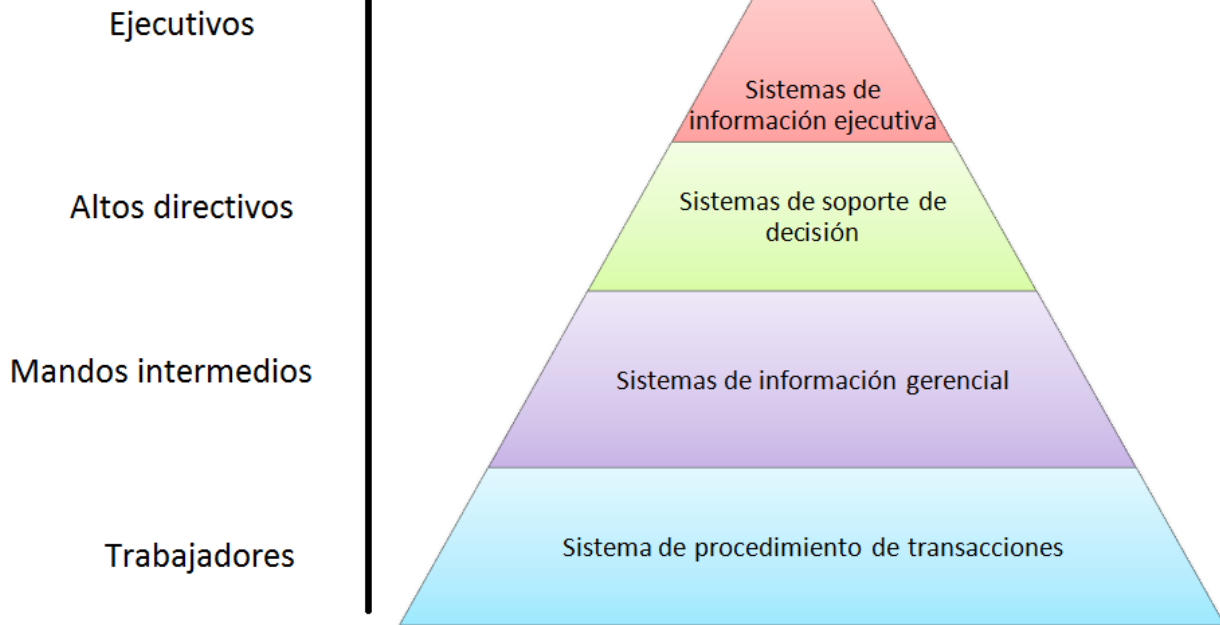 Ejecutivos
Sistemas de
información ejecutiva
Altos directivos
Sistemas de soporte de
decisión
Mandos intermedios
Sistemas de información gerencial
Trabajadores
Sistema de procedimiento de transacciones